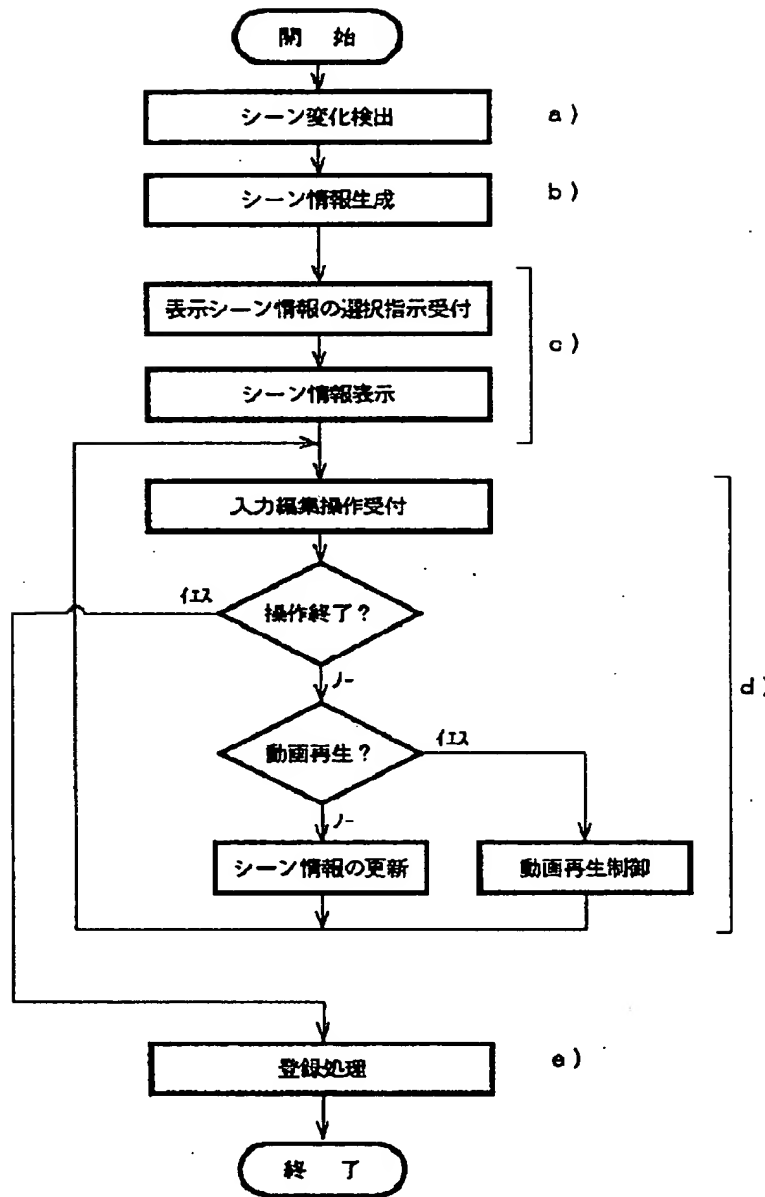 開 始
シーン変化検出
a)
シーン情報生成
b)
表示シーン情報の選択指示受付
c)
シーン情報表示
入力編集操作受付
イエス
操作終了?
ノー
d)
動画再生?
イエス
ノー
シーン情報の更新
動画再生制御
登録処理
e)
終 了